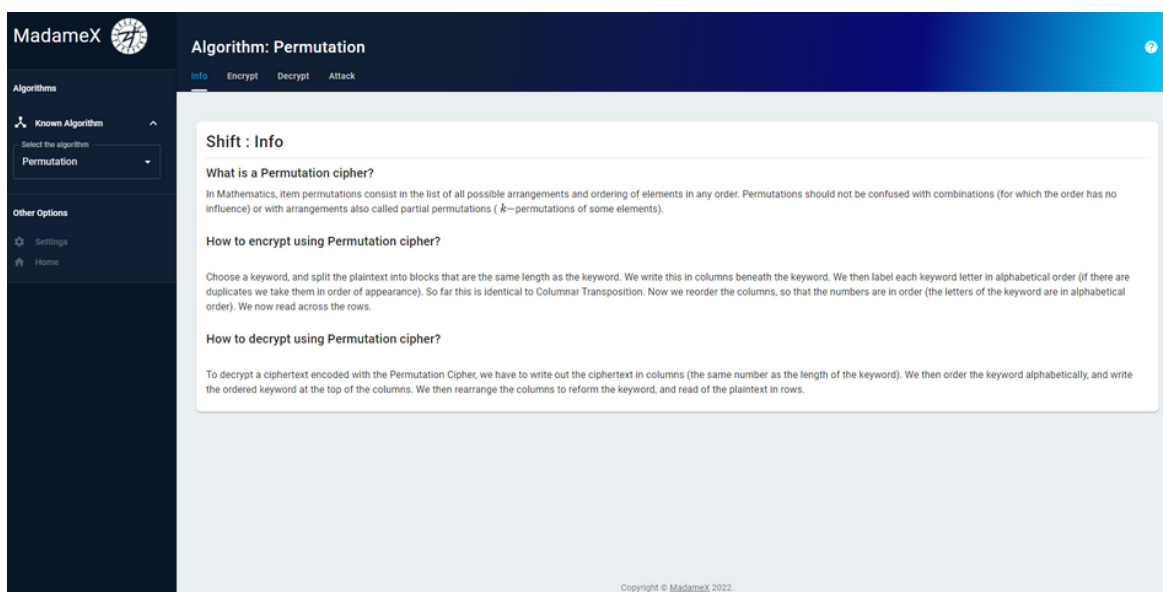 MadameX
Algorithms
Known Algorithm
Select the algorithm
Permutation
Other Options
Settings
Home
Algorithm: Permutation
?
Info Encrypt Decrypt Attack
Shift : Info
What is a Permutation cipher?
In Mathematics, item permutations consist in the list of all possible arrangements and ordering of elements in any order. Permutations should not be confused with combinations (for which the order has no
influence) or with arrangements also called partial permutations ( k−permutations of some elements).
How to encrypt using Permutation cipher?
Choose a keyword, and split the plaintext into blocks that are the same length as the keyword. We write this in columns beneath the keyword. We then label each keyword letter in alphabetical order (if there are
duplicates we take them in order of appearance). So far this is identical to Columnar Transposition. Now we reorder the columns, so that the numbers are in order (the letters of the keyword are in alphabetical
order). We now read across the rows.
How to decrypt using Permutation cipher?
To decrypt a ciphertext encoded with the Permutation Cipher, we have to write out the ciphertext in columns (the same number as the length of the keyword). We then order the keyword alphabetically, and write
the ordered keyword at the top of the columns. We then rearrange the columns to reform the keyword, and read of the plaintext in rows.
Copyright © MadameX 2022.